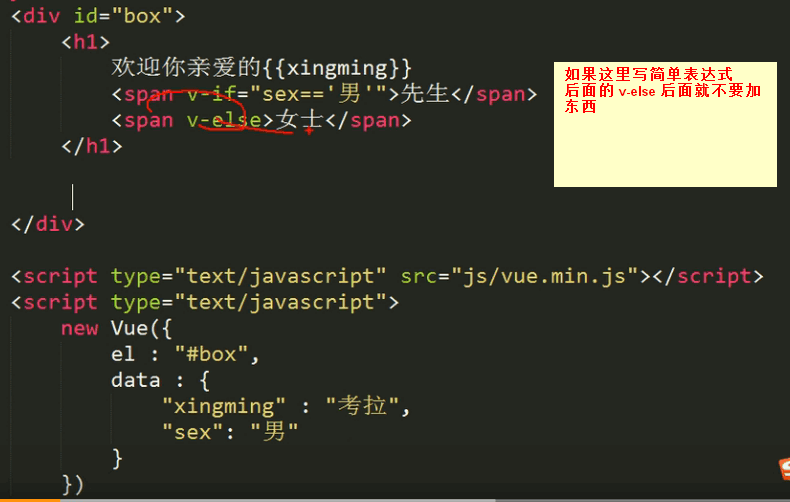 <div id="box">
<h1>
欢迎你亲爱的{{xingming}}
<span v-if="sex=='男'">先生</span>
<span v-else>女士</span>
</h1>
</div>
<script type="text/javascript" src="js/vue.min.js"></script>
<script type="text/javascript">
new Vue({
el : "#box",
data : {
"xingming" : "考拉",
"sex": "男"
}
})
如果这里写简单表达式
后面的 v-else 后面就不要加
东西